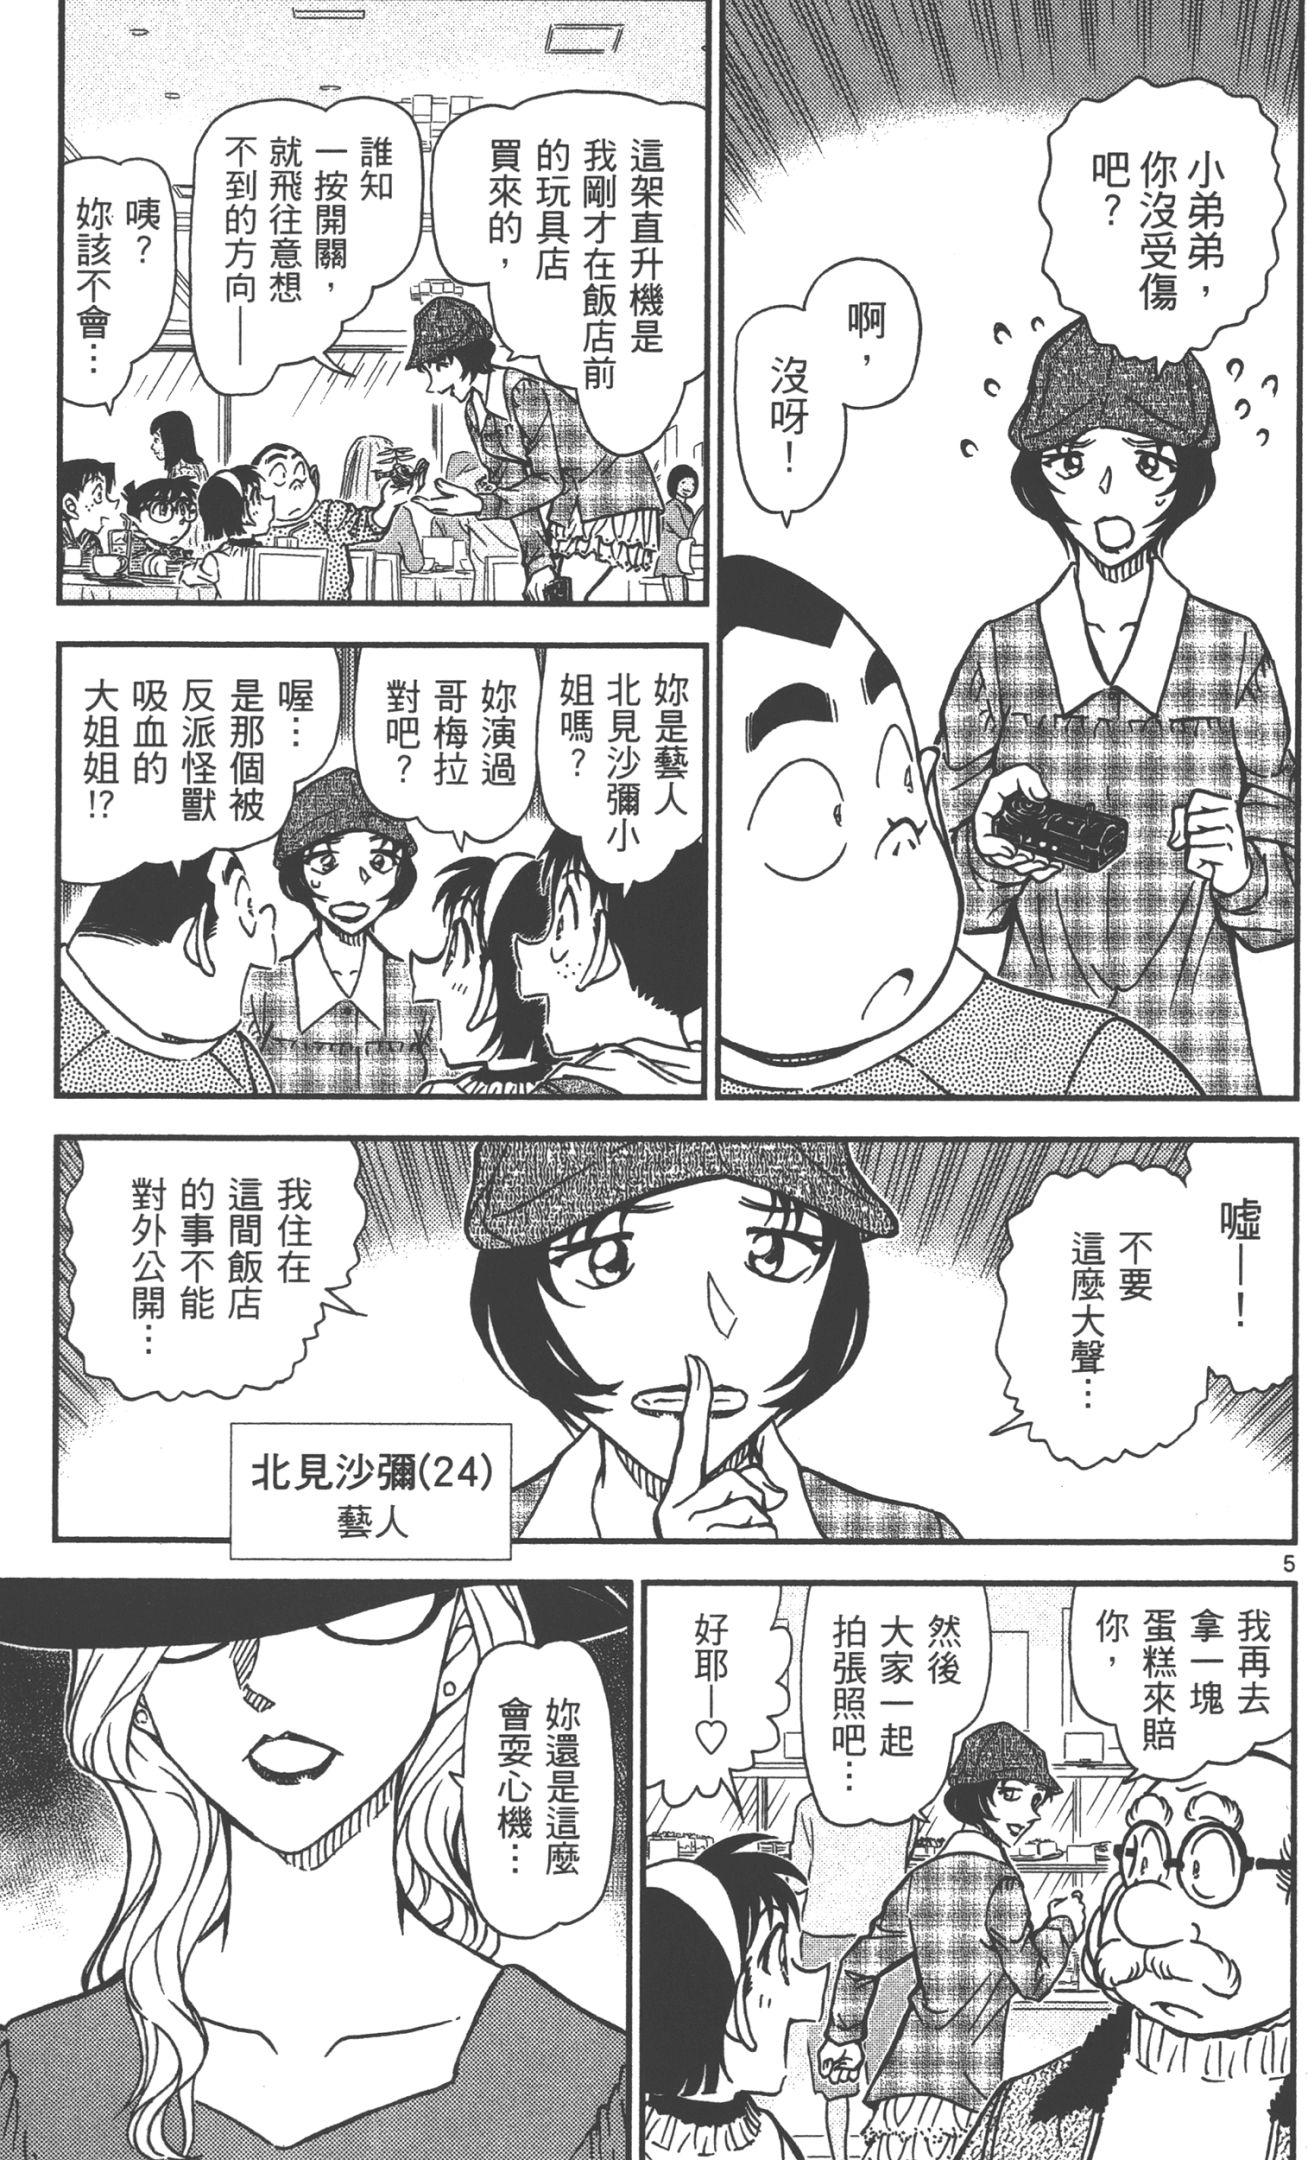 小弟弟，
你沒受傷
吧？
啊，
沒呀！
這架直升機是
我剛才在飯店前
的玩具店
買來的，
誰知
一按開關，
就飛往意想
不到的方向—
咦？
妳該不會…
妳是藝人
北見沙彌小
姐嗎？
妳演過
哥梅拉
對吧？
喔…
是那個被
反派怪獸
吸血的
大姐姐!?
噓—！
不要
這麼大聲…
我住在
這間飯店
的事不能
對外公開…
北見沙彌(24)
藝人
5
我再去
拿一塊
蛋糕來賠
你，
然後
大家一起
拍張照吧…
好耶—♡
妳還是這麼
會耍心機…